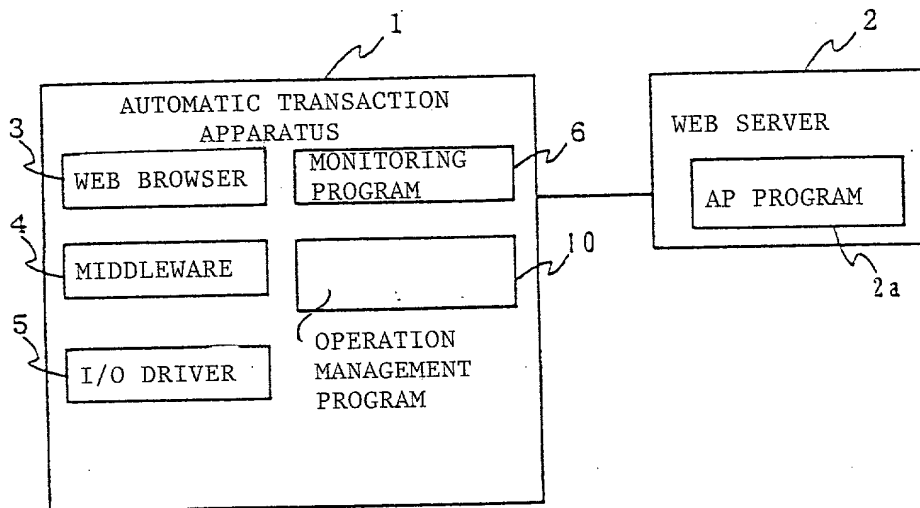 1
2
AUTOMATIC TRANSACTION
APPARATUS
WEB SERVER
3
6
WEB BROWSER
MONITORING
PROGRAM
AP PROGRAM
4
MIDDLEWARE
10
2a
5
I/O DRIVER
OPERATION
MANAGEMENT
PROGRAM